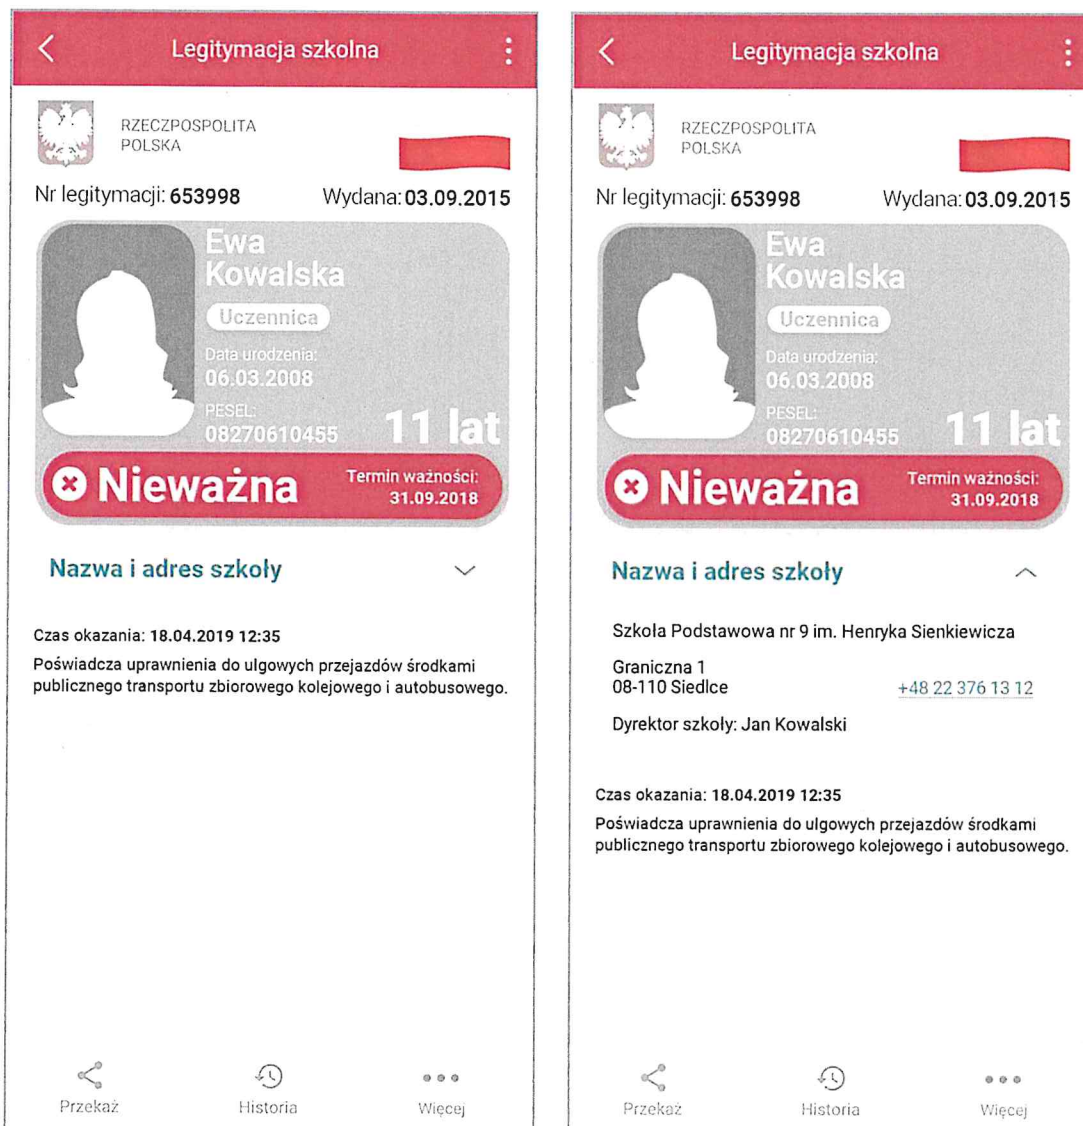 Legitymacja szkolna
RZECZPOSPOLITA
POLSKA
Nr legitymacji: 653998 Wydana: 03.09.2015
Ewa
Kowalska
Uczennica
Data urodzenia:
06.03.2008
PESEL:
08270610455
11 lat
Nieważna
Termin ważności:
31.09.2018
Nazwa i adres szkoły
Czas okazania: 18.04.2019 12:35
Poświadcza uprawnienia do ulgowych przejazdów środkami
publicznego transportu zbiorowego kolejowego i autobusowego.
Przekaż Historia Więcej
Legitymacja szkolna
RZECZPOSPOLITA
POLSKA
Nr legitymacji: 653998 Wydana: 03.09.2015
Ewa
Kowalska
Uczennica
Data urodzenia:
06.03.2008
PESEL:
08270610455
11 lat
Nieważna
Termin ważności:
31.09.2018
Nazwa i adres szkoły
Szkoła Podstawowa nr 9 im. Henryka Sienkiewicza
Graniczna 1
08-110 Siedlce +48 22 376 13 12
Dyrektor szkoły: Jan Kowalski
Czas okazania: 18.04.2019 12:35
Poświadcza uprawnienia do ulgowych przejazdów środkami
publicznego transportu zbiorowego kolejowego i autobusowego.
Przekaż Historia Więcej